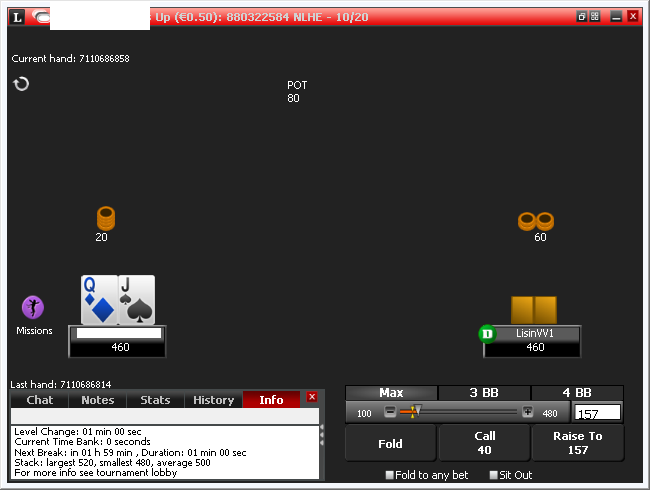 L s Up (€0.50): 880322584 NLHE - 10/20
Current hand: 7110686858
POT
80
20
60
Q J
Missions
460
D LisinVV1
460
Last hand: 7110686814
Chat Notes Stats History Info
Level Change: 01 min 00 sec
Current Time Bank: 0 seconds
Next Break: in 01 h 59 min , Duration: 01 min 00 sec
Stack: largest 520, smallest 480, average 500
For more info see tournament lobby
Max 3 BB 4 BB
100 480 157
Fold
Call
40
Raise To
157
Fold to any bet Sit Out